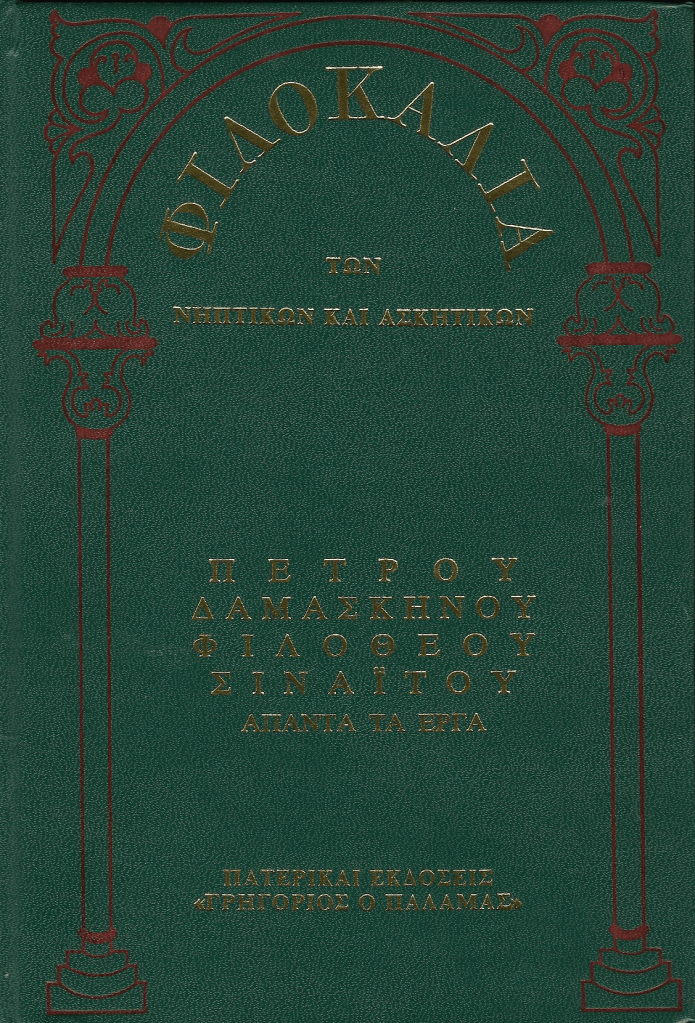 ΦΙΛΟΚΑΛΙΑ
ΤΩΝ
ΝΗΠΤΙΚΩΝ ΚΑΙ ΑΣΚΗΤΙΚΩΝ
ΠΕΤΡΟΥ
ΔΑΜΑΣΚΗΝΟΥ
ΦΙΛΟΘΕΟΥ
ΣΙΝΑΪΤΟΥ
ΑΠΑΝΤΑ ΤΑ ΕΡΓΑ
ΠΑΤΕΡΙΚΑΙ ΕΚΔΟΣΕΙΣ
«ΓΡΗΓΟΡΙΟΣ Ο ΠΑΛΑΜΑΣ»